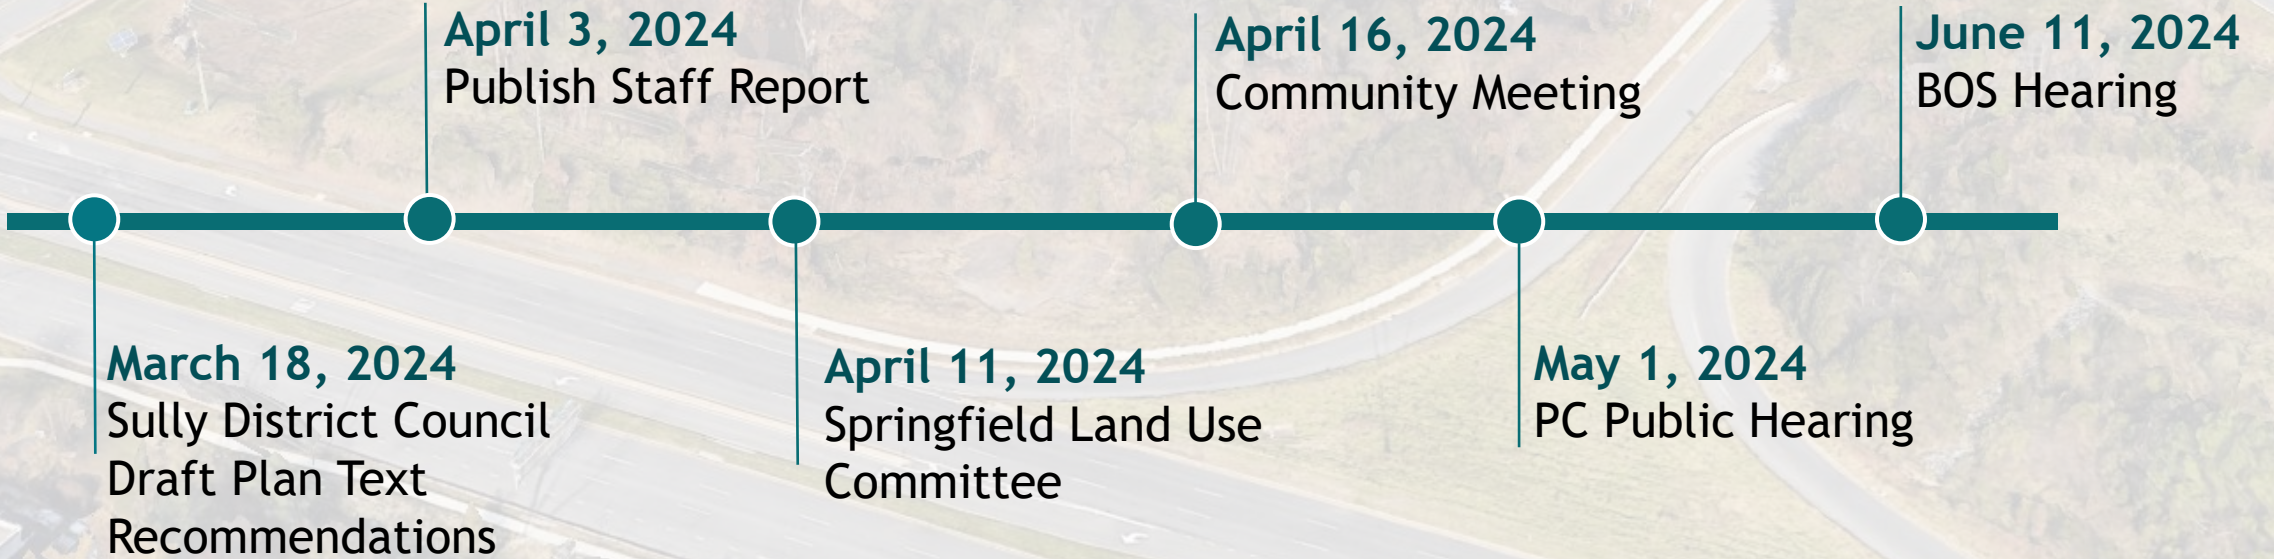 April 3, 2024
Publish Staff Report
April 16, 2024
Community Meeting
June 11, 2024
BOS Hearing
March 18, 2024
Sully District Council
Draft Plan Text
Recommendations
April 11, 2024
Springfield Land Use
Committee
May 1, 2024
PC Public Hearing